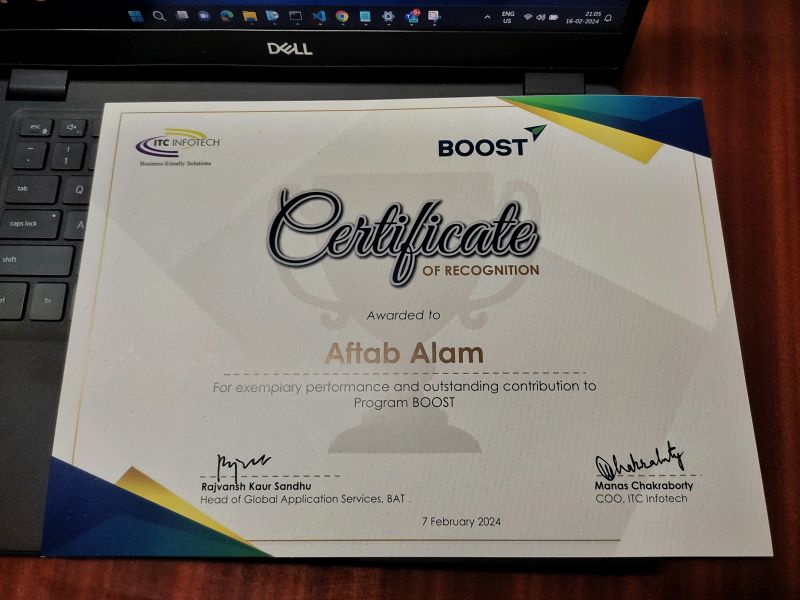 ENG
US
21:05
16-02-2024
DELL
esc
tab
Q
caps lock
A
shift
fn
ITC INFOTECH
Business-friendly Solutions
BOOST
Certificate
OF RECOGNITION
Awarded to
Aftab Alam
For exemplary performance and outstanding contribution to
Program BOOST
Rajvansh Kaur Sandhu
Head of Global Application Services, BAT .
Dhakraborty
Manas Chakraborty
COO, ITC Infotech
7 February 2024